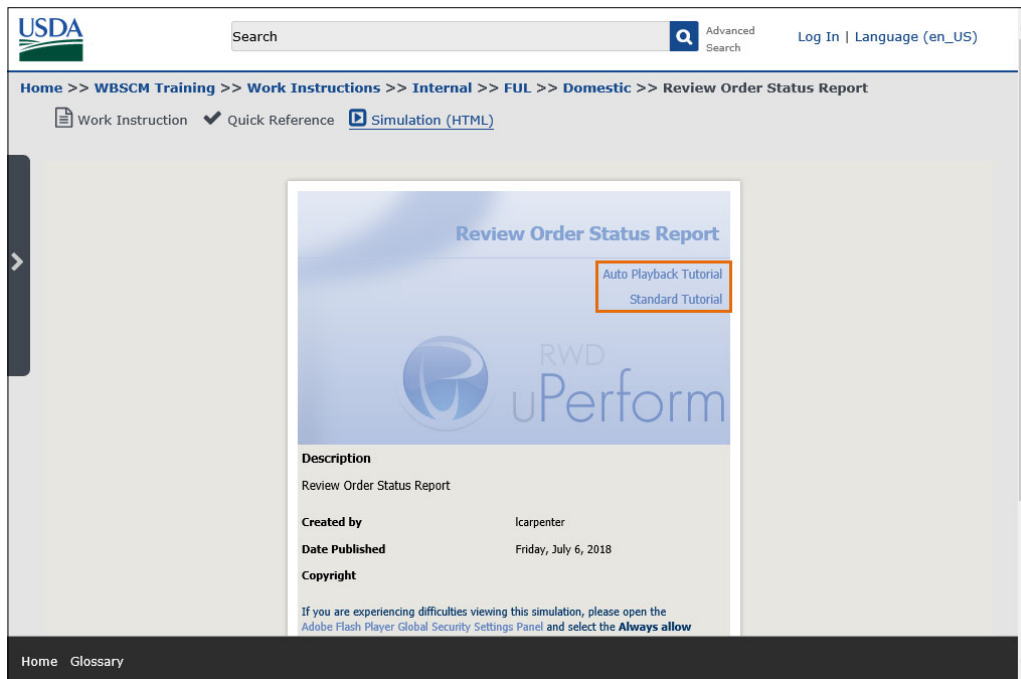 USDA
Search
Advanced
Search
Log In | Language (en_US)
Home >> WBSCM Training >> Work Instructions >> Internal >> FUL >> Domestic >> Review Order Status Report
Work Instruction Quick Reference Simulation (HTML)
Review Order Status Report
Auto Playback Tutorial
Standard Tutorial
RWD
uPerform
Description
Review Order Status Report
Created by lcarpenter
Date Published Friday, July 6, 2018
Copyright
If you are experiencing difficulties viewing this simulation, please open the
Adobe Flash Player Global Security Settings Panel and select the Always allow
Home Glossary